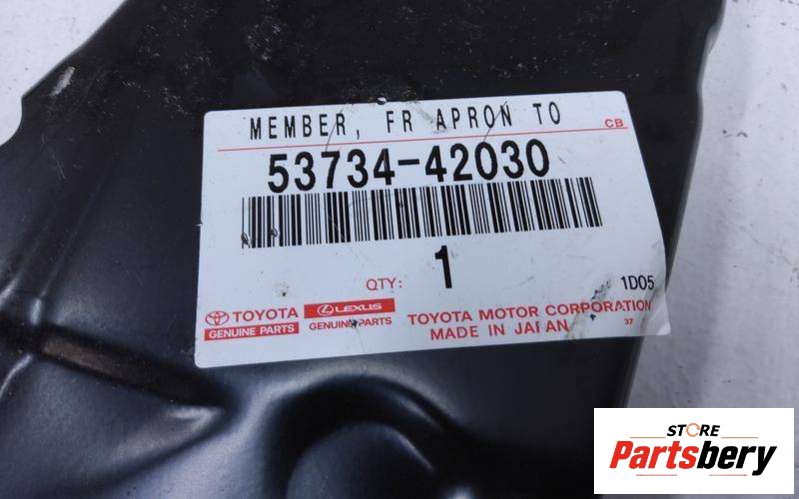 MEMBER, FR APRON TO
CB
53734-42030
QTY: 1
1D05
TOYOTA
GENUINE PARTS
LEXUS
GENUINE PARTS
TOYOTA MOTOR CORPORATION
MADE IN JAPAN
37
STORE
Partsbery